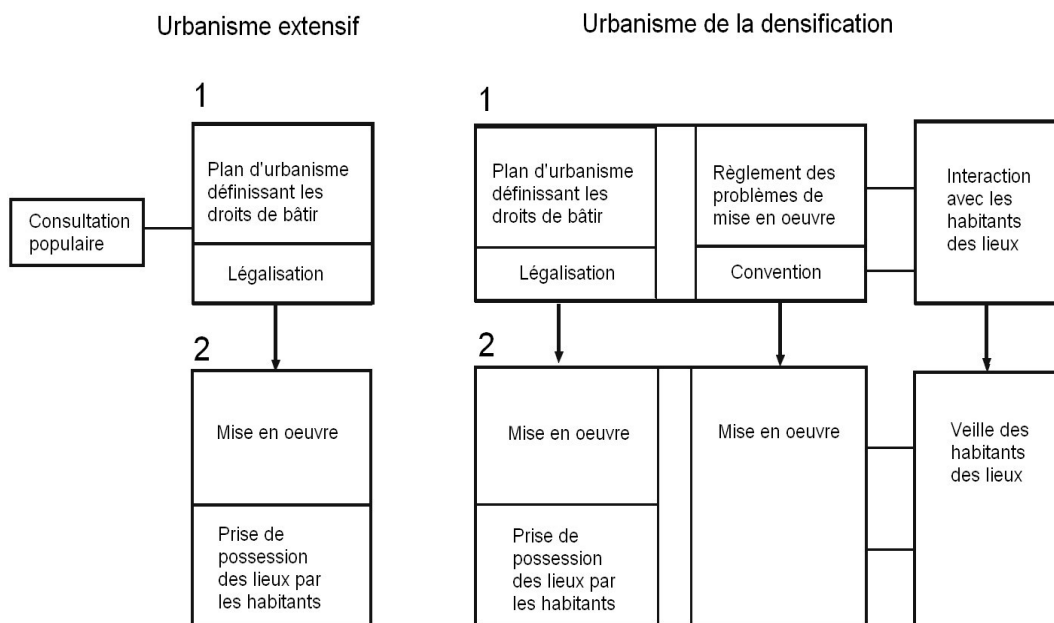 Urbanisme extensif
1
Consultation
populaire
Plan d'urbanisme
définissant les
droits de bâtir
Légalisation
2
Mise en oeuvre
Prise de
possession
des lieux par
les habitants
Urbanisme de la densification
1
Plan d'urbanisme
définissant les
droits de bâtir
Légalisation
Règlement des
problèmes de
mise en oeuvre
Convention
Interaction
avec les
habitants
des lieux
2
Mise en oeuvre
Prise de
possession
des lieux par
les habitants
Mise en oeuvre
Veille des
habitants
des lieux